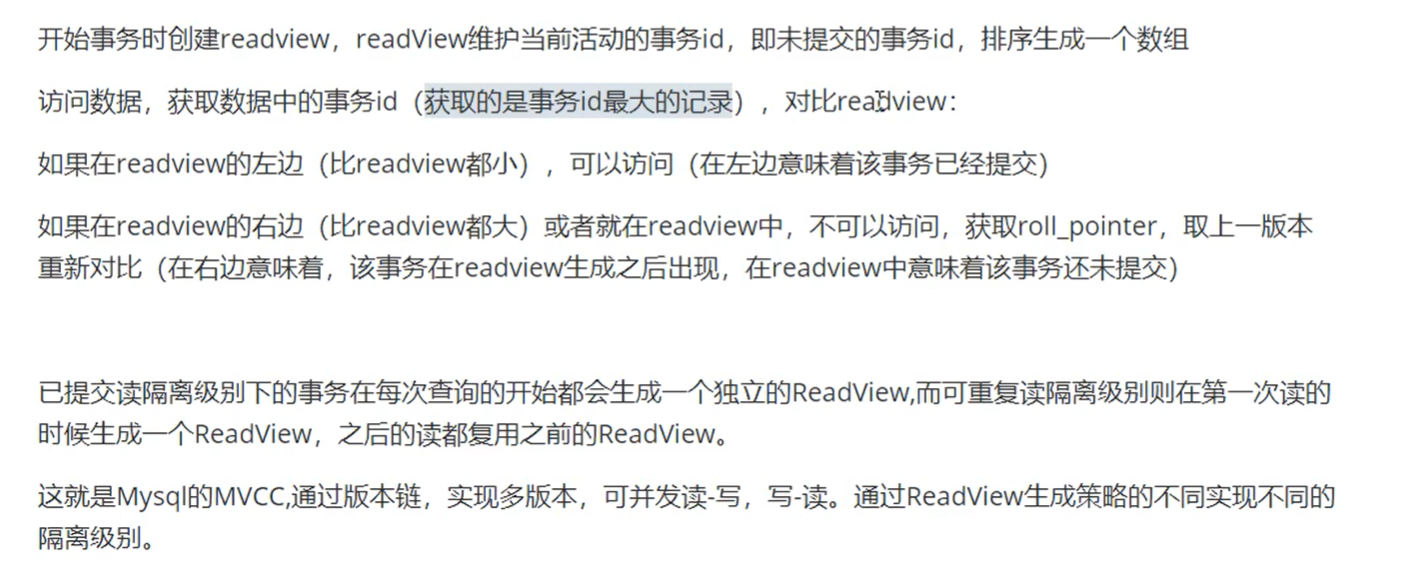 开始事务时创建readview，readView维护当前活动的事务id，即未提交的事务id，排序生成一个数组
访问数据，获取数据中的事务id（获取的是事务id最大的记录），对比readview：
如果在readview的左边（比readview都小），可以访问（在左边意味着该事务已经提交）
如果在readview的右边（比readview都大）或者就在readview中，不可以访问，获取roll_pointer，取上一版本
重新对比（在右边意味着，该事务在readview生成之后出现，在readview中意味着该事务还未提交）
已提交读隔离级别下的事务在每次查询的开始都会生成一个独立的ReadView,而可重复读隔离级别则在第一次读的
时候生成一个ReadView，之后的读都复用之前的ReadView。
这就是Mysql的MVCC,通过版本链，实现多版本，可并发读-写，写-读。通过ReadView生成策略的不同实现不同的
隔离级别。